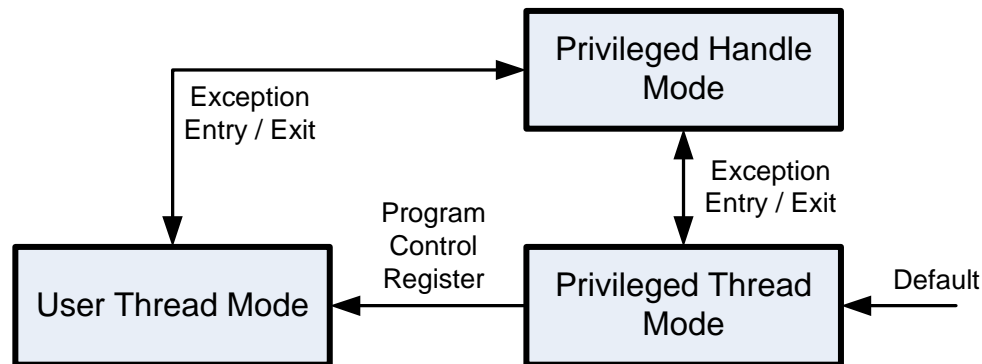 Privileged Handle
Mode
Exception
Entry / Exit
Exception
Entry / Exit
Program
Control
Register
User Thread Mode
Privileged Thread
Mode
Default